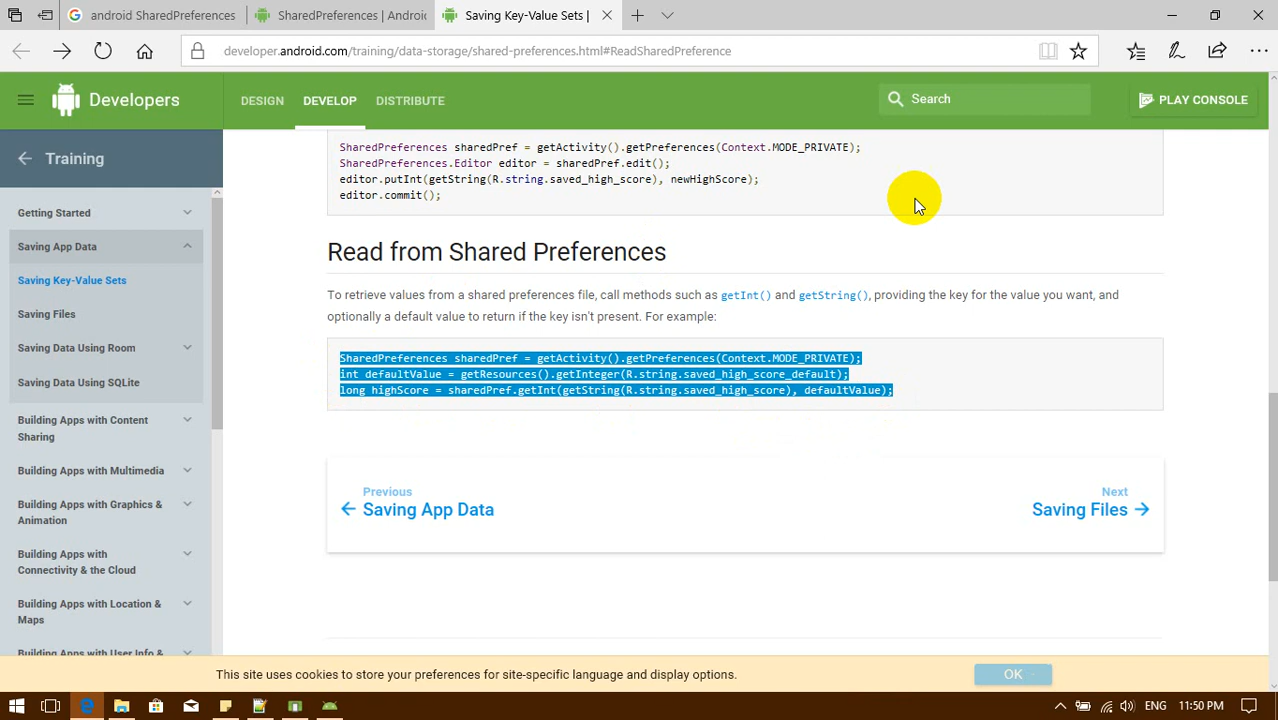 android SharedPreferences
SharedPreferences | Androi
Saving Key-Value Sets |
developer.android.com/training/data-storage/shared-preferences.html#ReadSharedPreference
Developers
DESIGN
DEVELOP
DISTRIBUTE
Search
PLAY CONSOLE
Training
Getting Started
Saving App Data
Saving Key-Value Sets
Saving Files
Saving Data Using Room
Saving Data Using SQLite
Building Apps with Content
Sharing
Building Apps with Multimedia
Building Apps with Graphics &
Animation
Building Apps with
Connectivity & the Cloud
Building Apps with Location &
Maps
Building Apps with User Info &
SharedPreferences sharedPref = getActivity().getPreferences(Context.MODE_PRIVATE);
SharedPreferences.Editor editor = sharedPref.edit();
editor.putInt(getString(R.string.saved_high_score), newHighScore);
editor.commit();
Read from Shared Preferences
To retrieve values from a shared preferences file, call methods such as getInt() and getString(), providing the key for the value you want, and
optionally a default value to return if the key isn't present. For example:
SharedPreferences sharedPref = getActivity().getPreferences(Context.MODE_PRIVATE);
int defaultValue = getResources().getInteger(R.string.saved_high_score_default);
long highScore = sharedPref.getInt(getString(R.string.saved_high_score), defaultValue);
Previous
Saving App Data
Next
Saving Files
This site uses cookies to store your preferences for site-specific language and display options.
OK
ENG
11:50 PM